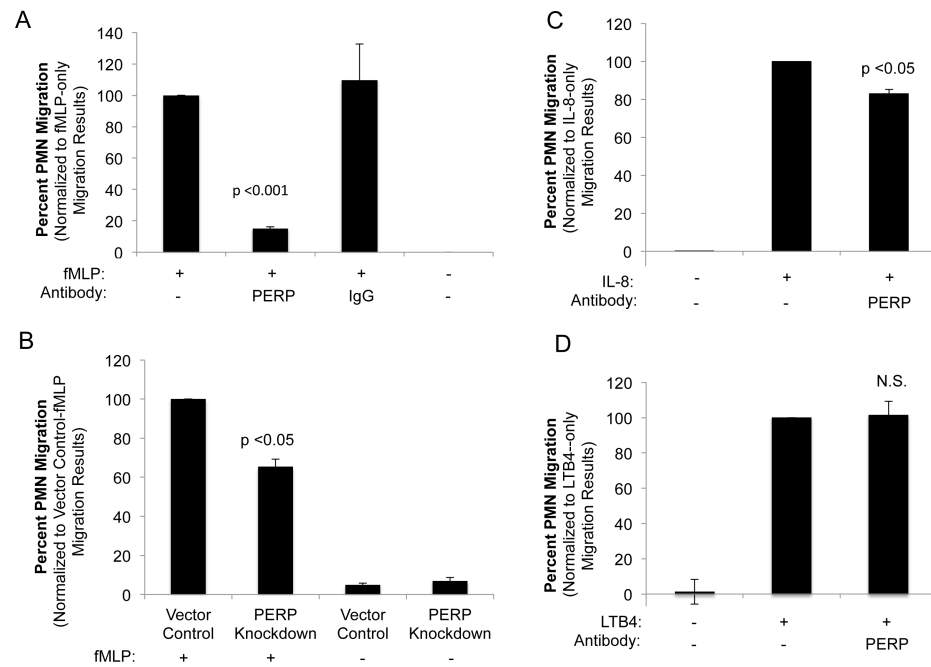 A
Percent PMN Migration
(Normalized to fMLP-only
Migration Results)
140
120
100
80
60
40
20
0
p <0.001
fMLP: + + + -
Antibody: - PERP IgG -
B
Percent PMN Migration
(Normalized to Vector Control-fMLP
Migration Results)
120
100
80
60
40
20
0
p <0.05
Vector Control
PERP Knockdown
Vector Control
PERP Knockdown
fMLP: + + - -
C
Percent PMN Migration
(Normalized to IL-8-only
Migration Results)
120
100
80
60
40
20
0
p <0.05
IL-8: - + +
Antibody: - - PERP
D
Percent PMN Migration
(Normalized to LTB4--only
Migration Results)
120
100
80
60
40
20
0
N.S.
LTB4: - + +
Antibody: - - PERP